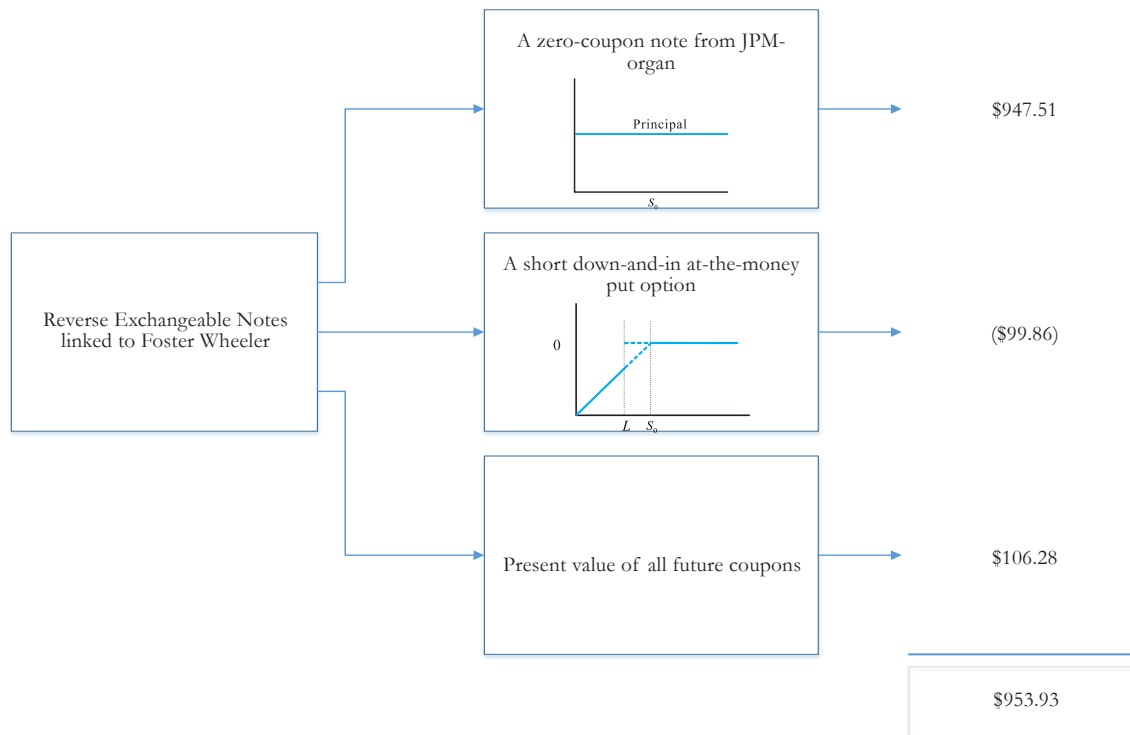 A zero-coupon note from JPM-
organ
Principal
S₀
$947.51
Reverse Exchangeable Notes
linked to Foster Wheeler
A short down-and-in at-the-money
put option
0
L S₀
($99.86)
Present value of all future coupons
$106.28
$953.93